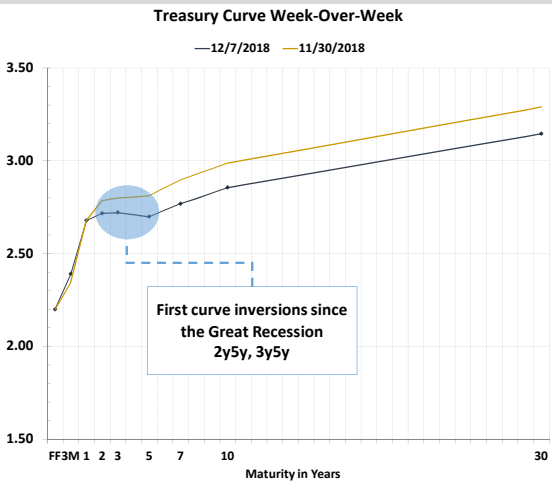 Treasury Curve Week-Over-Week
12/7/2018 11/30/2018
3.50
3.00
2.50
2.00
1.50
First curve inversions since
the Great Recession
2y5y, 3y5y
FF3M 1 2 3 5 7 10 30
Maturity in Years